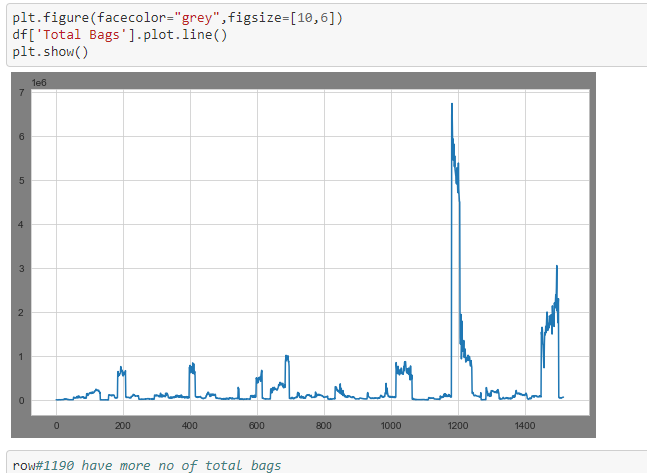 plt.figure(facecolor="grey",figsize=[10,6])
df['Total Bags'].plot.line()
plt.show()
1e6
7
6
5
4
3
2
1
0
0 200 400 600 800 1000 1200 1400
row#1190 have more no of total bags